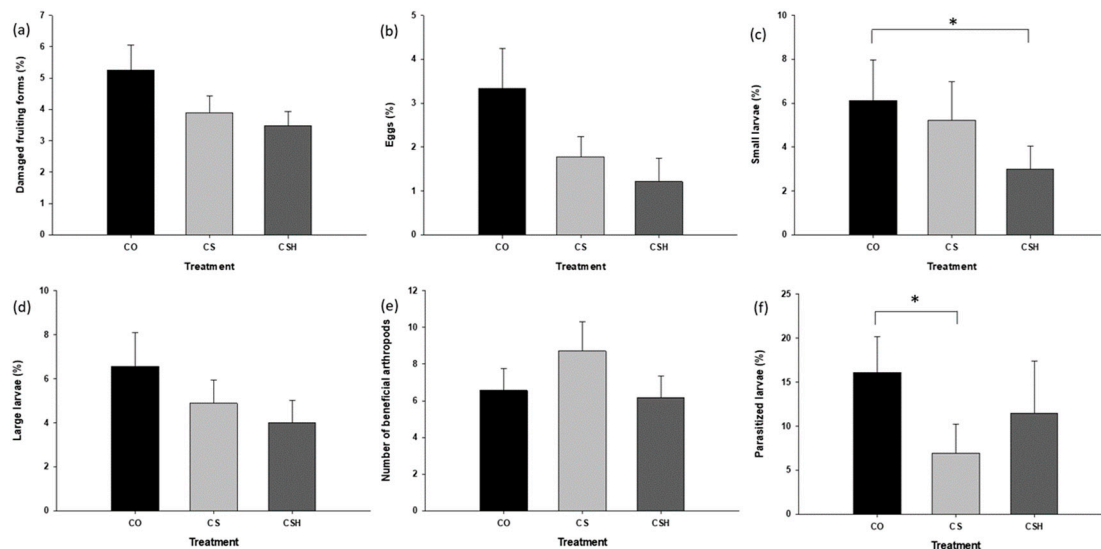 (a)
Damaged fruiting forms (%)
7
6
5
4
3
2
1
0
CO CS CSH
Treatment
(b)
Eggs (%)
5
4
3
2
1
0
CO CS CSH
Treatment
(c)
Small larvae (%)
10
8
6
4
2
0
*
CO CS CSH
Treatment
(d)
Large larvae (%)
10
8
6
4
2
0
CO CS CSH
Treatment
(e)
Number of beneficial arthropods
12
10
8
6
4
2
0
CO CS CSH
Treatment
(f)
Parasitized larvae (%)
25
20
15
10
5
0
*
CO CS CSH
Treatment